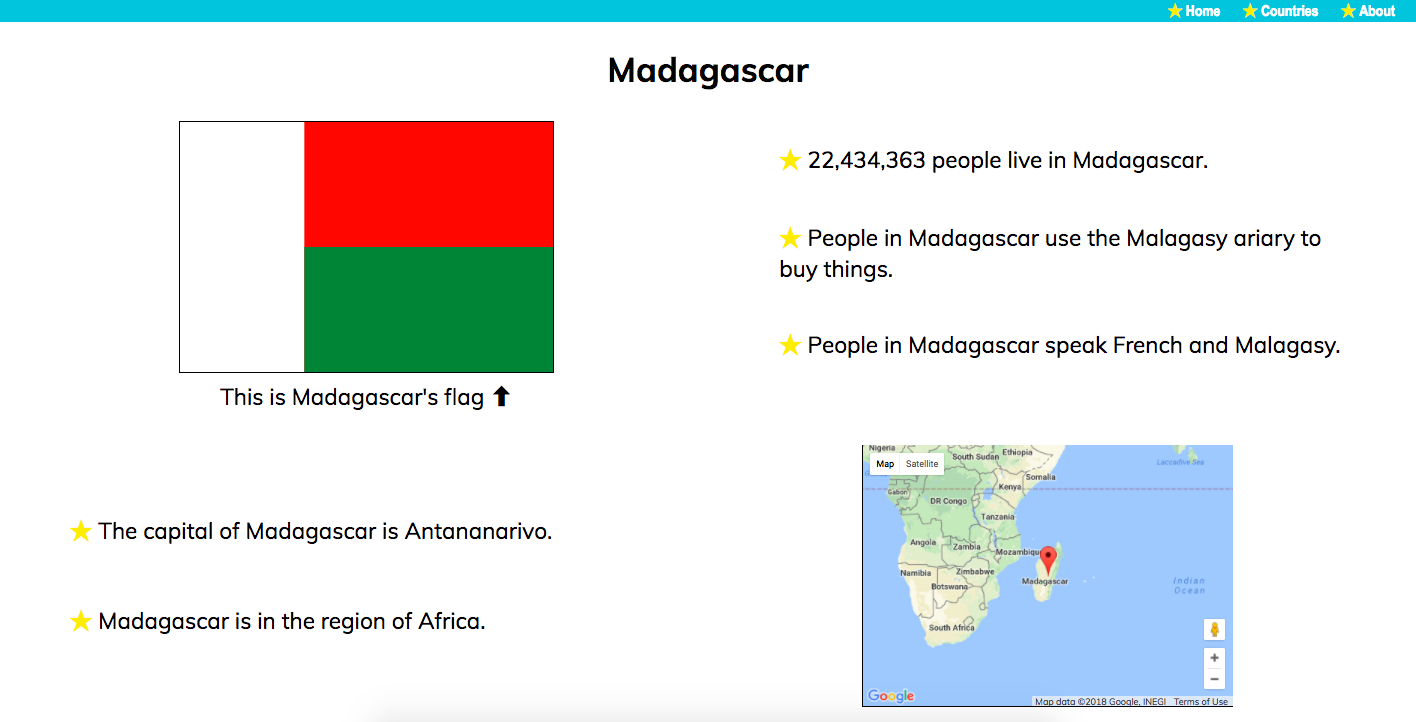 Home Countries About
Madagascar
22,434,363 people live in Madagascar.
People in Madagascar use the Malagasy ariary to
buy things.
People in Madagascar speak French and Malagasy.
This is Madagascar's flag
The capital of Madagascar is Antananarivo.
Madagascar is in the region of Africa.
Nigeria
Map Satellite
South Sudan
Ethiopia
Laccadive Sea
Somalia
Kenya
Gabon
DR Congo
Tanzania
Angola
Zambia
Mozambique
Namibia
Zimbabwe
Madagascar
Botswana
Indian
Ocean
South Africa
+
−
Google
Map data ©2018 Google, INEGI Terms of Use